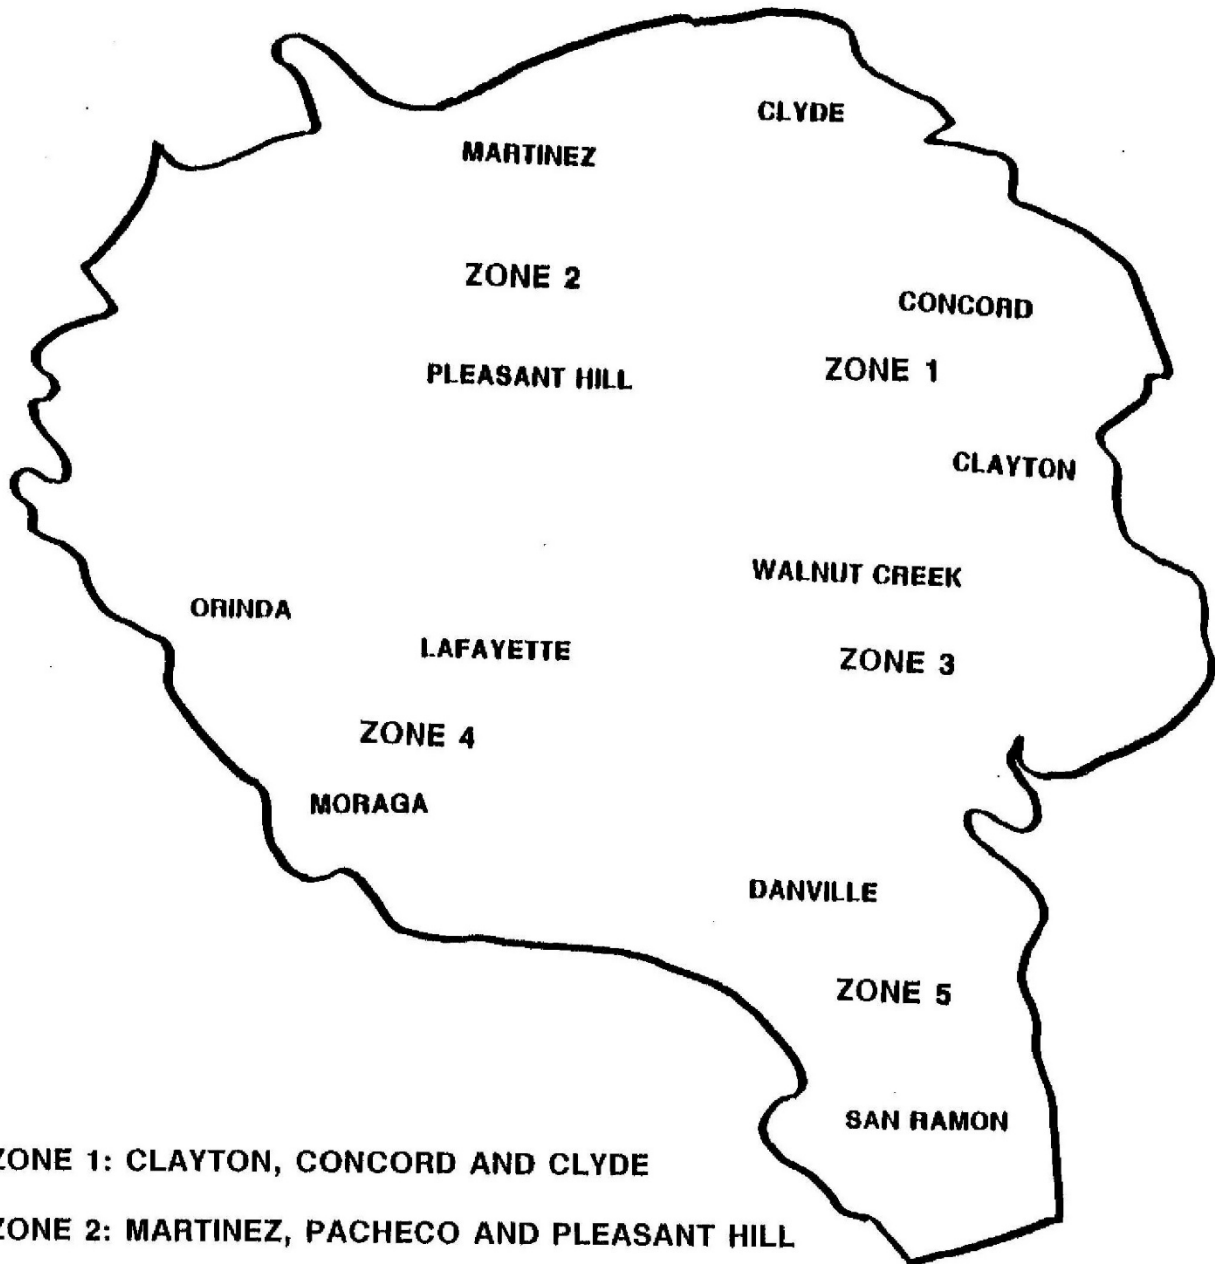 CLYDE
MARTINEZ
ZONE 2
CONCORD
PLEASANT HILL
ZONE 1
CLAYTON
WALNUT CREEK
ORINDA
LAFAYETTE
ZONE 3
ZONE 4
MORAGA
DANVILLE
ZONE 5
SAN RAMON
ZONE 1: CLAYTON, CONCORD AND CLYDE
ZONE 2: MARTINEZ, PACHECO AND PLEASANT HILL